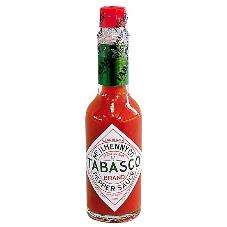 McILHENNY CO.
TABASCO
BRAND
PEPPER SAUCE